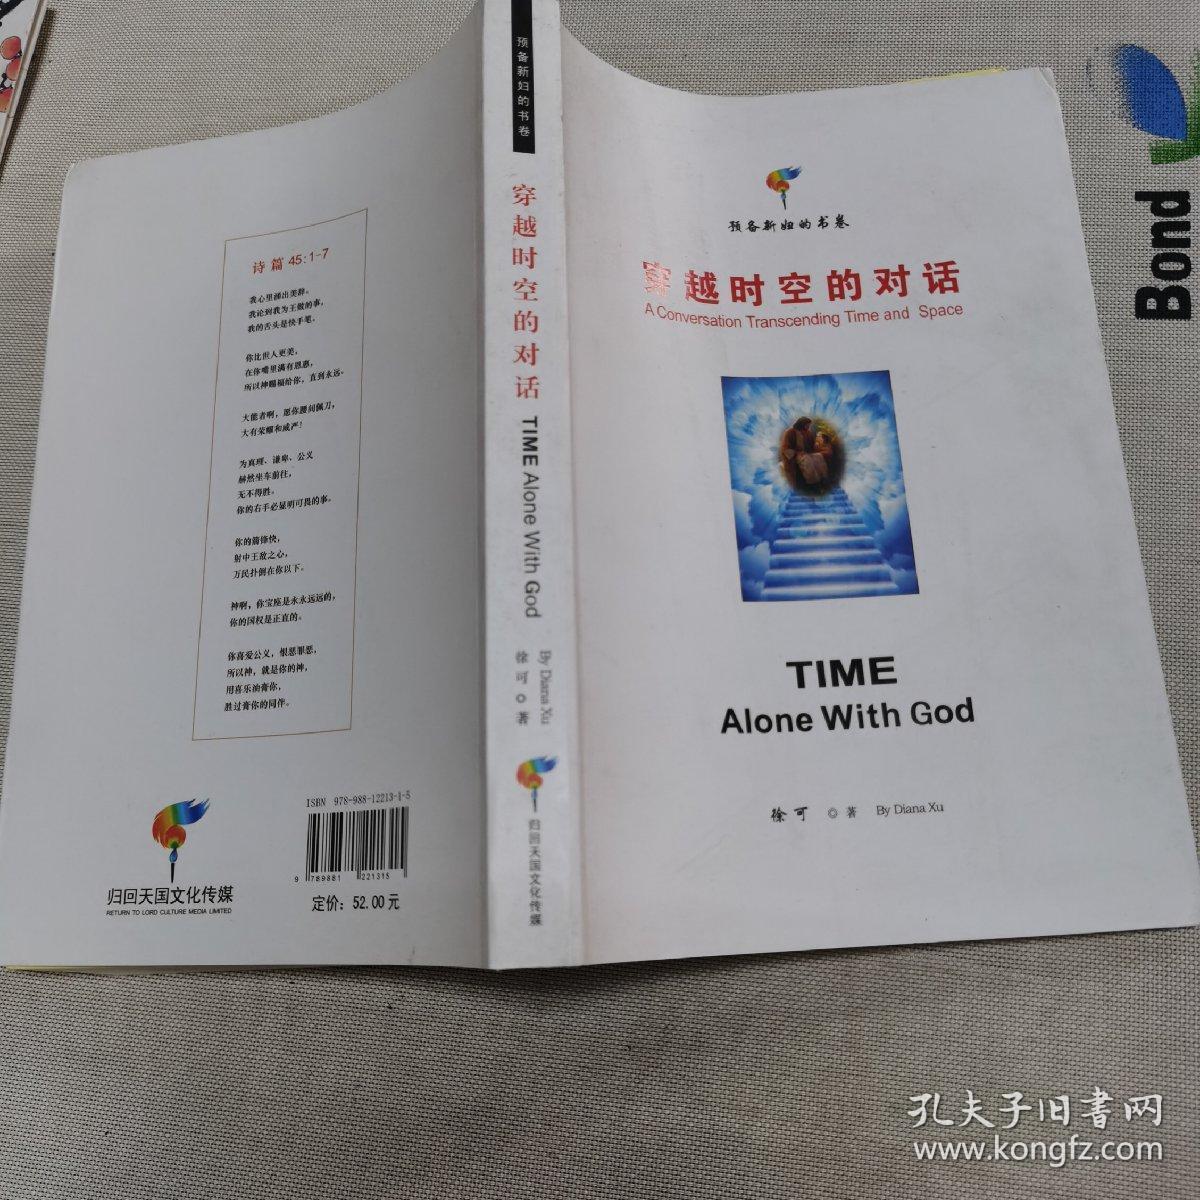 诗篇 45:1-7
我心里涌出美辞。
我论到我为王做的事，
我的舌头是快手笔。
你比世人更美，
在你嘴里满有恩惠，
所以神赐福给你，直到永远。
大能者啊，愿你腰间佩刀，
大有荣耀和威严！
为真理、谦卑、公义
赫然坐车前往，
无不得胜。
你的右手必显明可畏的事。
你的箭锋快，
射中王敌之心，
万民扑倒在你以下。
神啊，你宝座是永永远远的，
你的国权是正直的。
你喜爱公义，恨恶罪恶，
所以神，就是你的神，
用喜乐油膏你，
胜过膏你的同伴。
归回天国文化传媒
RETURN TO LORD CULTURE MEDIA LIMITED
ISBN 978-988-12213-1-5
9 789881 221315
定价：52.00元
预备新妇的书卷
穿越时空的对话
TIME Alone With God
By Diana Xu
徐可◎著
归回天国文化传媒
预备新妇的书卷
穿越时空的对话
A Conversation Transcending Time and Space
TIME
Alone With God
徐可 ◎ 著 By Diana Xu
Bond
孔夫子旧書网
www.kongfz.com